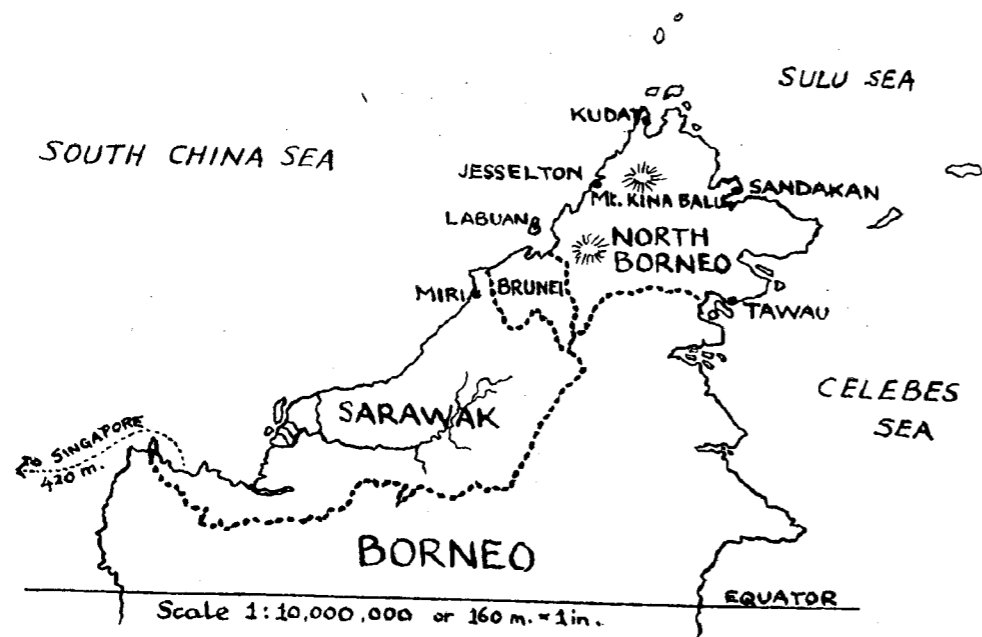 SULU SEA
KUDAT
SOUTH CHINA SEA
JESSELTON
SANDAKAN
Mt. KINA BALU
LABUAN
NORTH
BORNEO
BRUNEI
MIRI
TAWAU
CELEBES
SEA
SARAWAK
TO SINGAPORE
420 m.
BORNEO
EQUATOR
Scale 1:10,000,000 or 160 m. = 1 in.